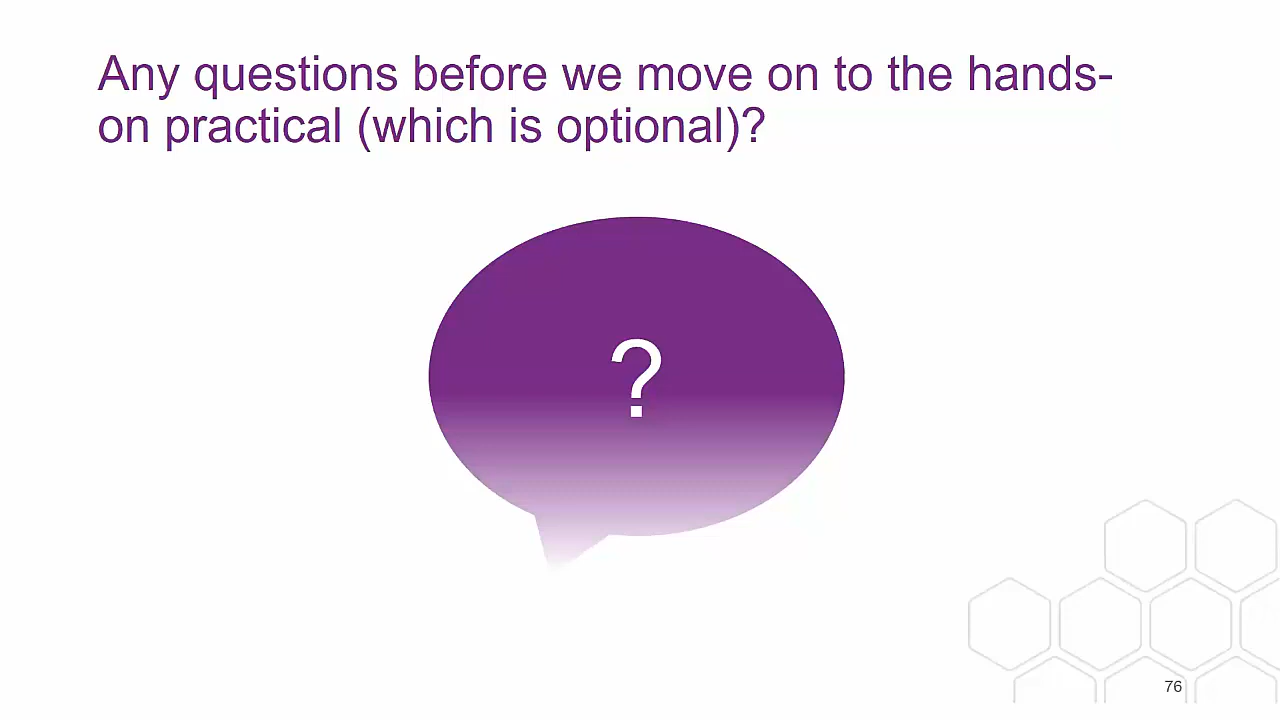 Any questions before we move on to the hands-
on practical (which is optional)?
?
76